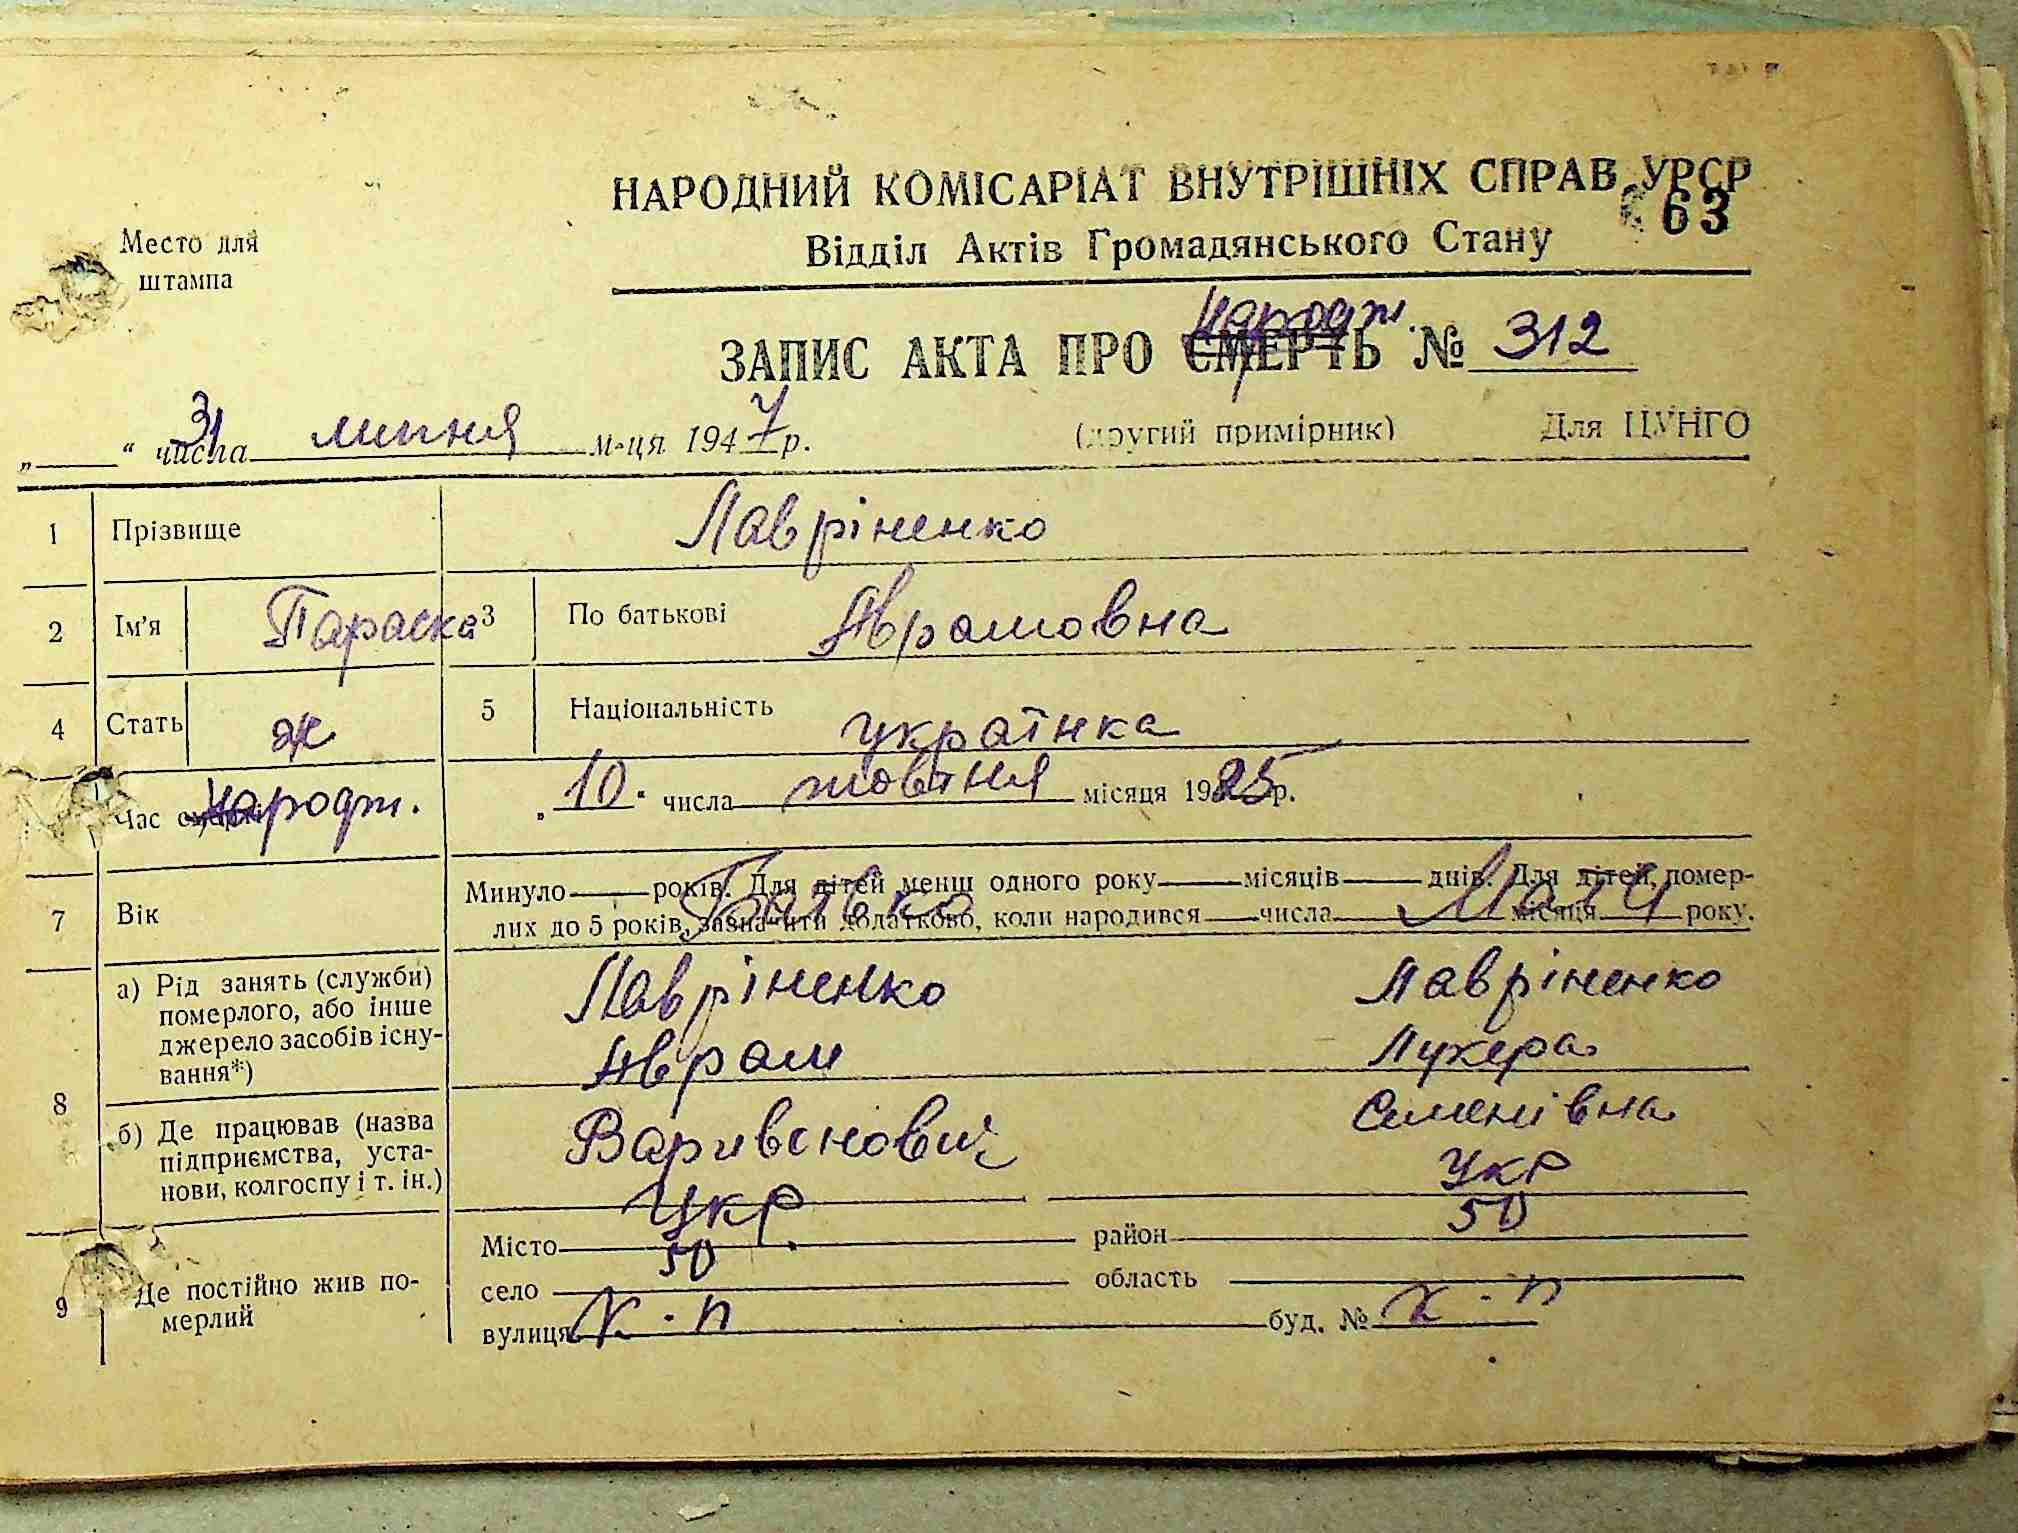 НАРОДНИЙ КОМІСАРІАТ ВНУТРІШНІХ СПРАВ УРСР
63
Место для
штампа
Відділ Актів Громадянського Стану
ЗАПИС АКТА ПРО СМЕРТЬ народж. № 312
„ “ 31 числа липня м-ця 1947 р. (другий примірник) Для ЦУНГО
1 Прізвище Лавріненко
2 Ім'я Параска 3 По батькові Аврамовна
4 Стать ж 5 Національність українка
Час народж. „10“ числа жовтня місяця 1925 р.
7 Вік Минуло років. Для дітей менш одного року місяців днів. Для дітей, помер-
лих до 5 років, зазначити додатково, коли народився числа місяця року.
Батько Мати
8 а) Рід занять (служби)
померлого, або інше
джерело засобів існу-
вання*)
Лавріненко Лавріненко
Аврам Лукера
б) Де працював (назва
підприємства, уста-
нови, колгоспу і т. ін.)
Варивонович Семенівна
Укр Укр
50 50
9 Де постійно жив по-
мерлий
Місто район
село область
вулиця х-п буд. № х-п